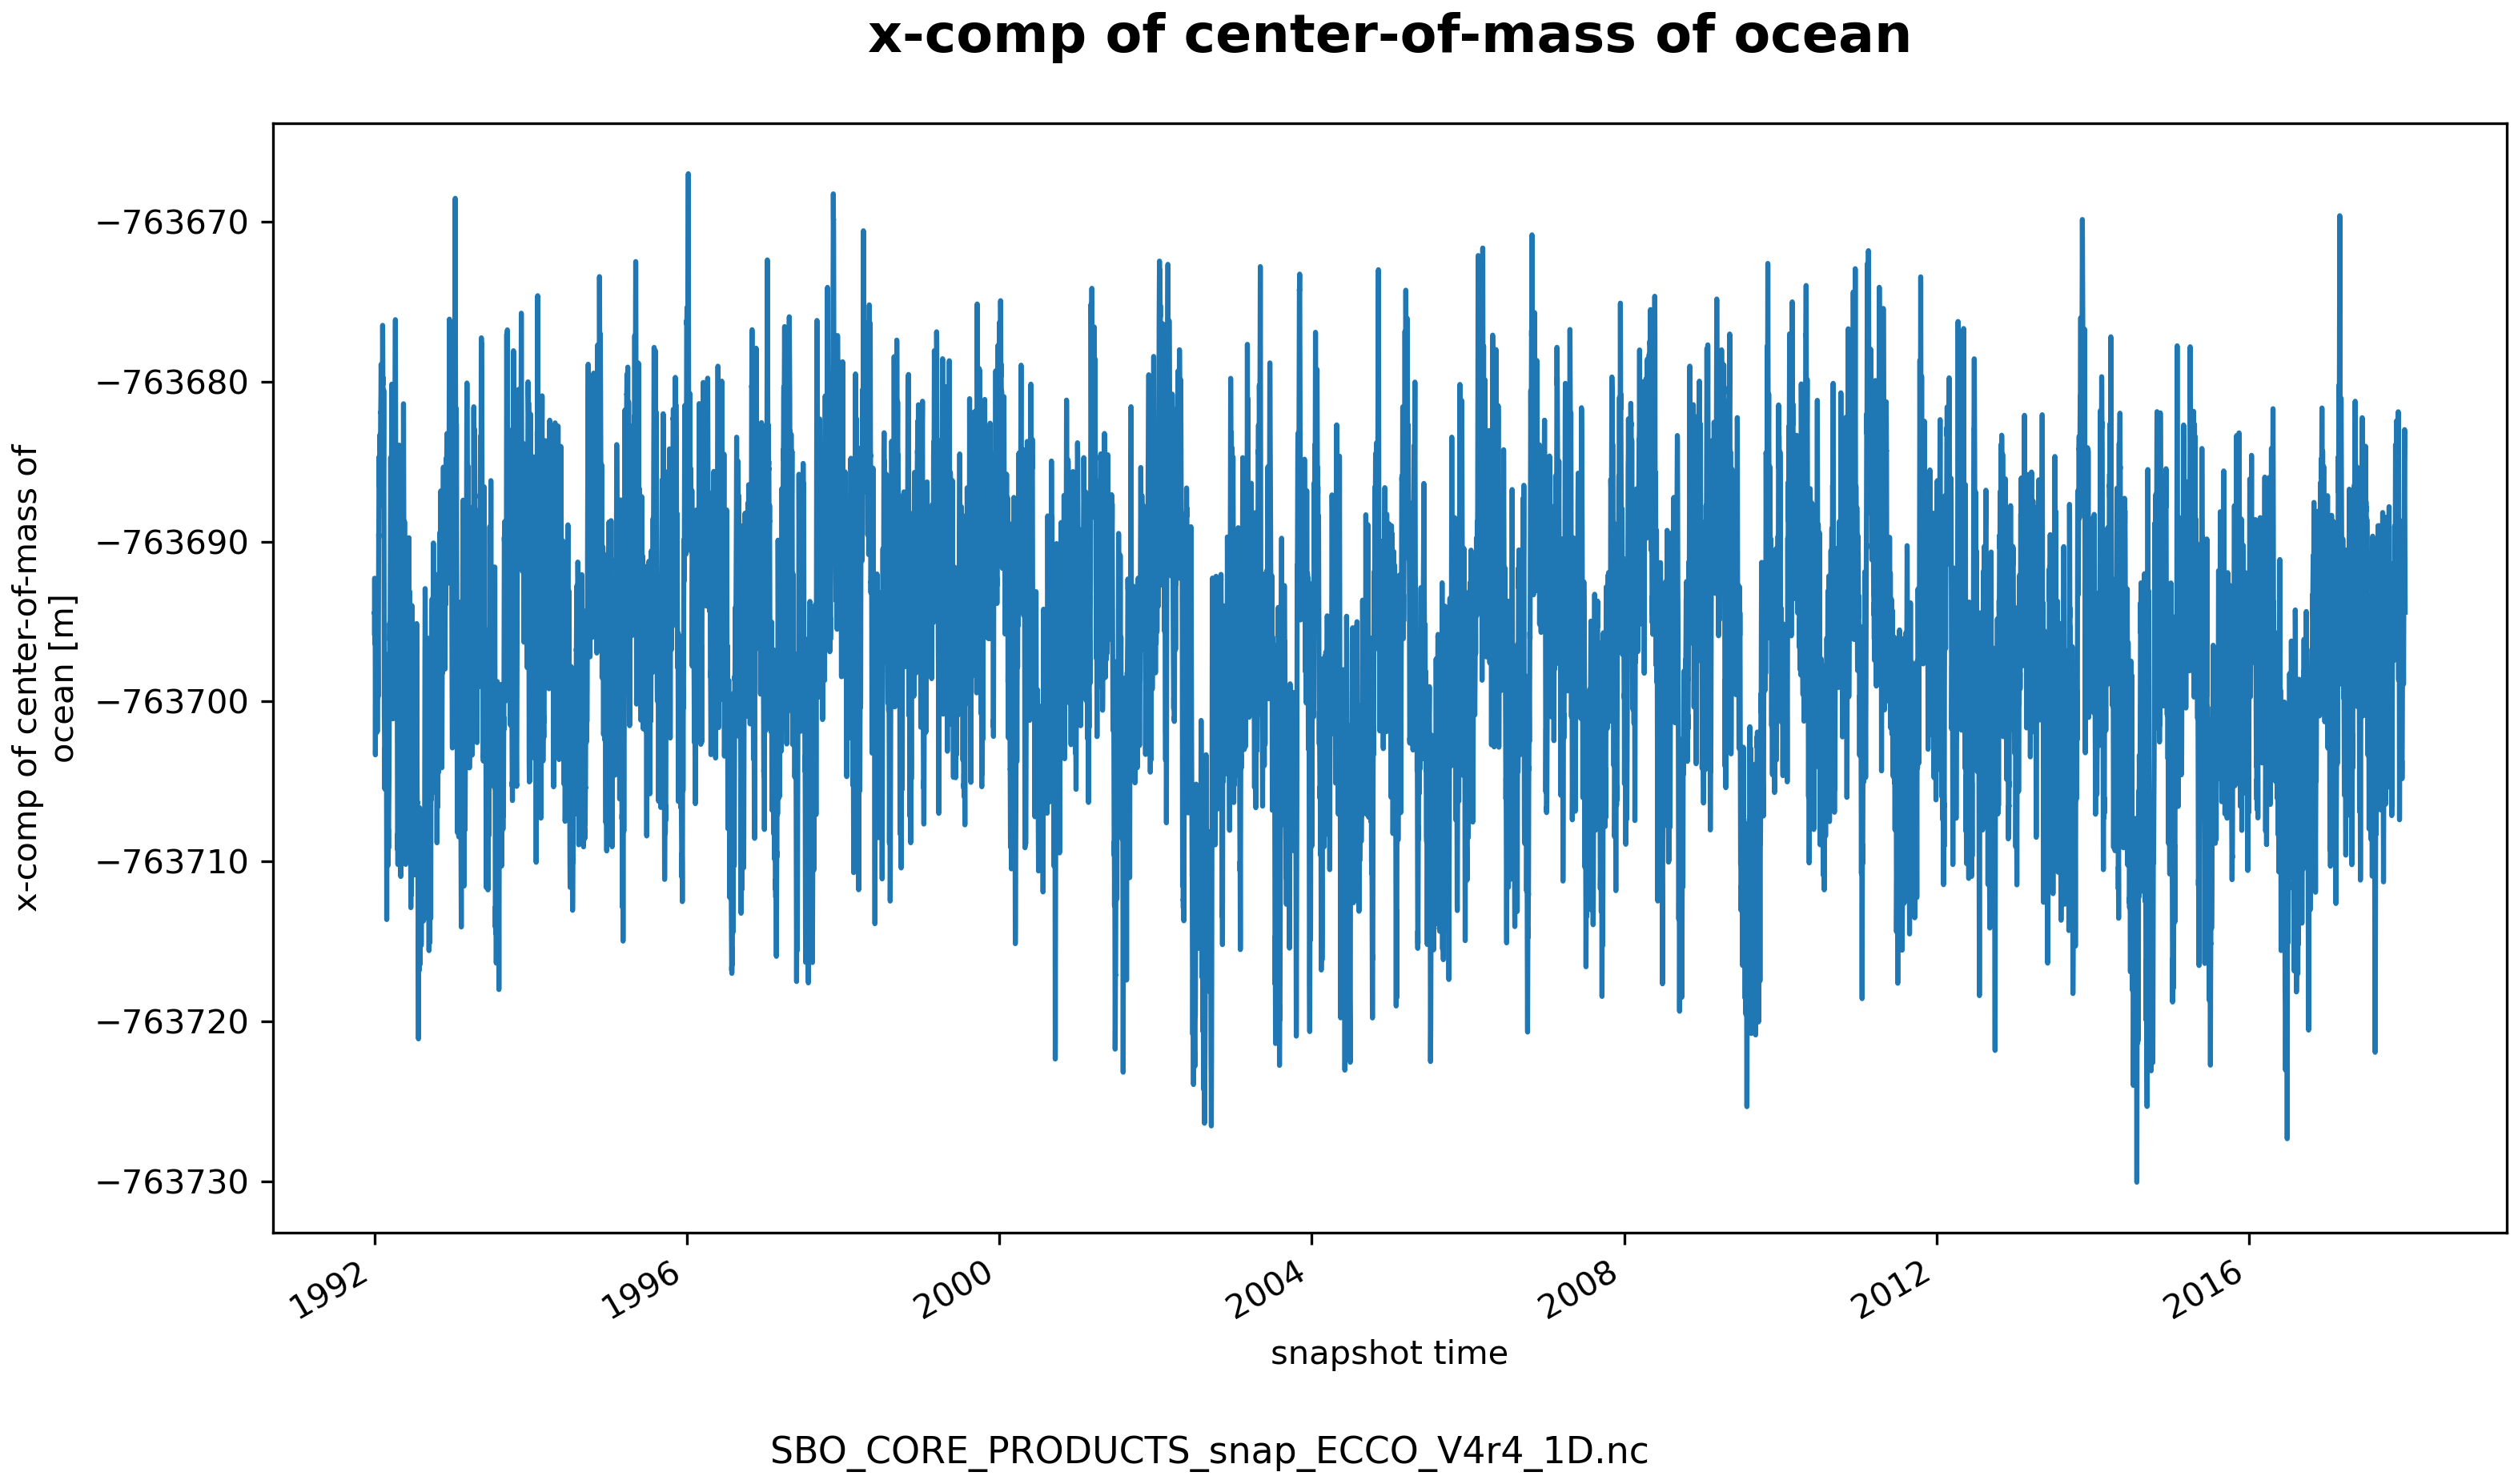 x-comp of center-of-mass of ocean
x-comp of center-of-mass of
ocean [m]
−763670
−763680
−763690
−763700
−763710
−763720
−763730
1992
1996
2000
2004
2008
2012
2016
snapshot time
SBO_CORE_PRODUCTS_snap_ECCO_V4r4_1D.nc